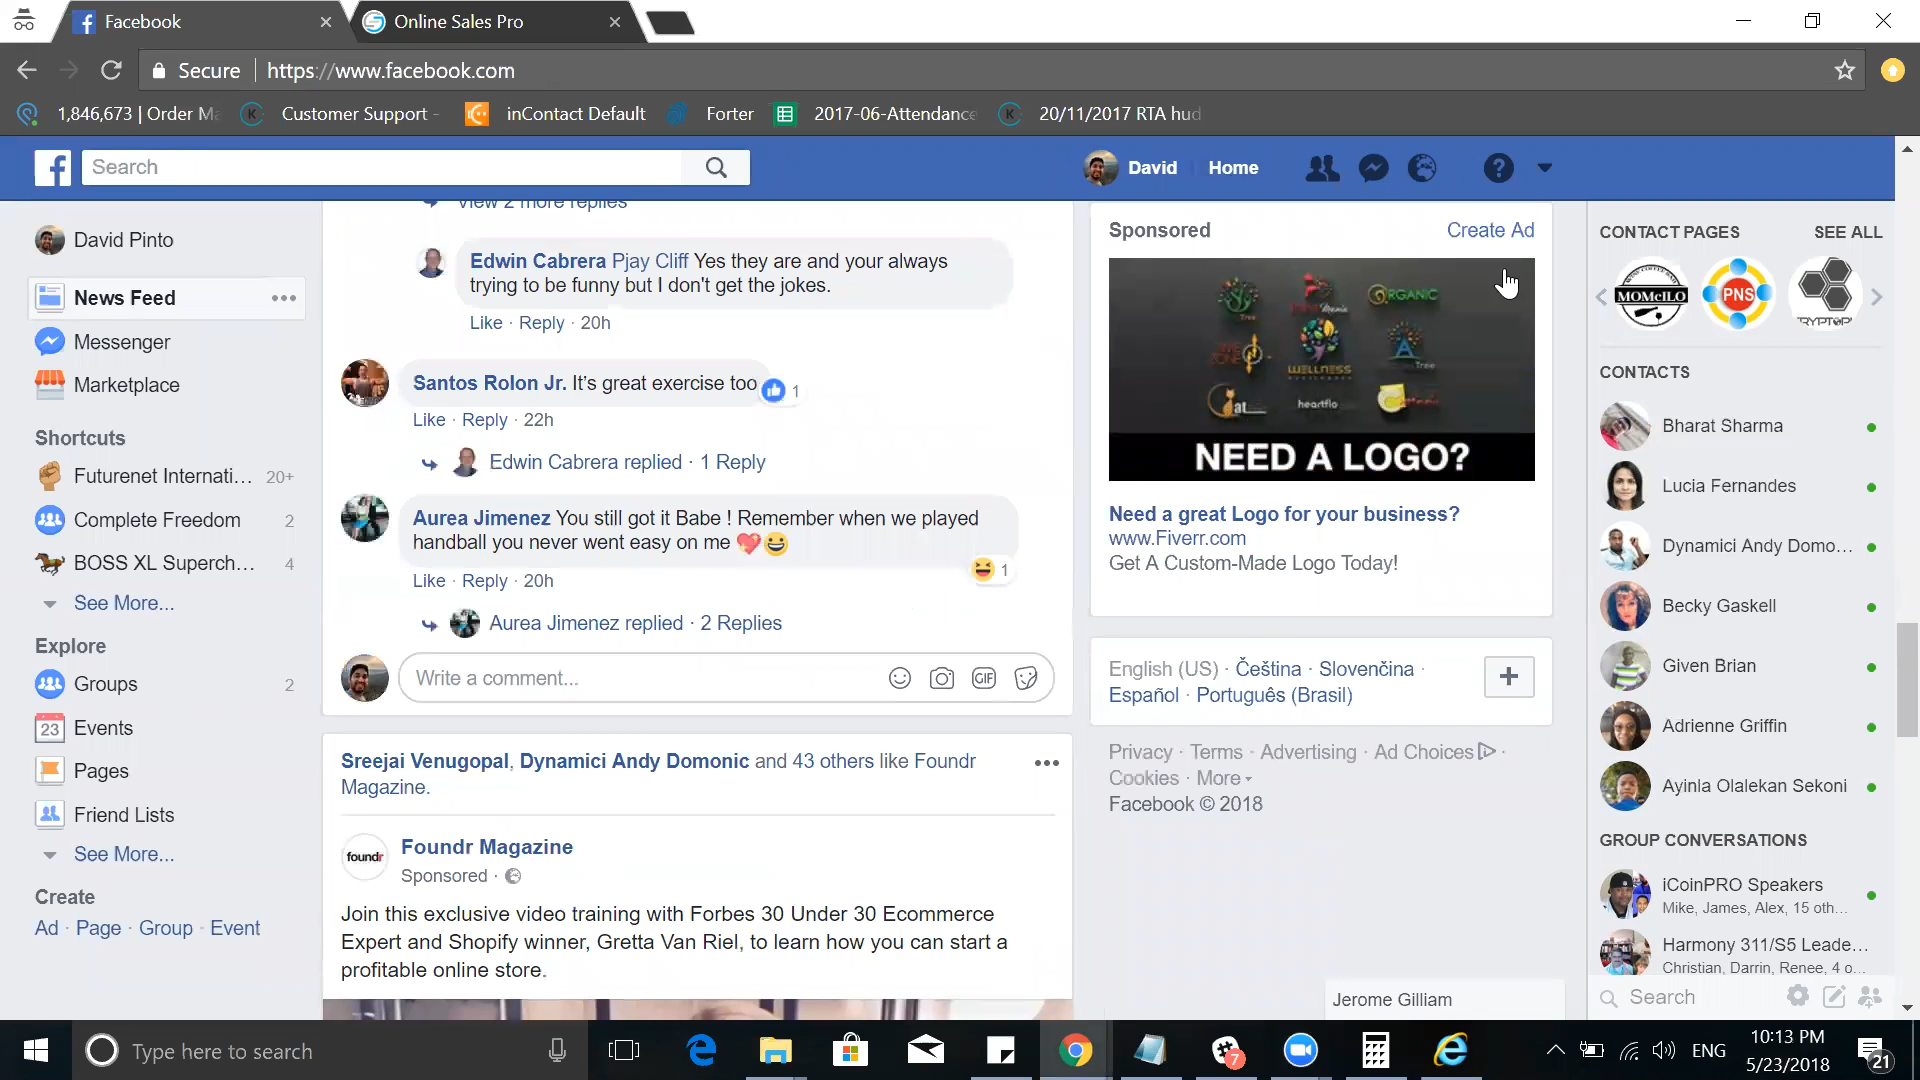 Facebook
Online Sales Pro
Secure
https://www.facebook.com
1,846,673 | Order Ma
Customer Support -
inContact Default
Forter
2017-06-Attendance
20/11/2017 RTA hud
Search
David
Home
David Pinto
News Feed
Messenger
Marketplace
Shortcuts
Futurenet Internati... 20+
Complete Freedom 2
BOSS XL Superch... 4
See More...
Explore
Groups 2
23 Events
Pages
Friend Lists
See More...
Create
Ad · Page · Group · Event
View 2 more replies
Edwin Cabrera Pjay Cliff Yes they are and your always
trying to be funny but I don't get the jokes.
Like · Reply · 20h
Santos Rolon Jr. It's great exercise too
1
Like · Reply · 22h
Edwin Cabrera replied · 1 Reply
Aurea Jimenez You still got it Babe ! Remember when we played
handball you never went easy on me 💖😀
1
Like · Reply · 20h
Aurea Jimenez replied · 2 Replies
Write a comment...
GIF
Sreejai Venugopal, Dynamici Andy Domonic and 43 others like Foundr
Magazine.
foundr
Foundr Magazine
Sponsored ·
Join this exclusive video training with Forbes 30 Under 30 Ecommerce
Expert and Shopify winner, Gretta Van Riel, to learn how you can start a
profitable online store.
Sponsored
Create Ad
ORGANIC
Tree
WELLNESS
heartflo
NEED A LOGO?
Need a great Logo for your business?
www.Fiverr.com
Get A Custom-Made Logo Today!
English (US) · Čeština · Slovenčina ·
Español · Português (Brasil)
Privacy · Terms · Advertising · Ad Choices ·
Cookies · More
Facebook © 2018
CONTACT PAGES
SEE ALL
MOMCILO
PNS
CONTACTS
Bharat Sharma
Lucia Fernandes
Dynamici Andy Domo...
Becky Gaskell
Given Brian
Adrienne Griffin
Ayinla Olalekan Sekoni
GROUP CONVERSATIONS
iCoinPRO Speakers
Mike, James, Alex, 15 oth...
Harmony 311/S5 Leade...
Christian, Darrin, Renee, 4 o...
Search
Jerome Gilliam
Type here to search
7
ENG
10:13 PM
5/23/2018
21